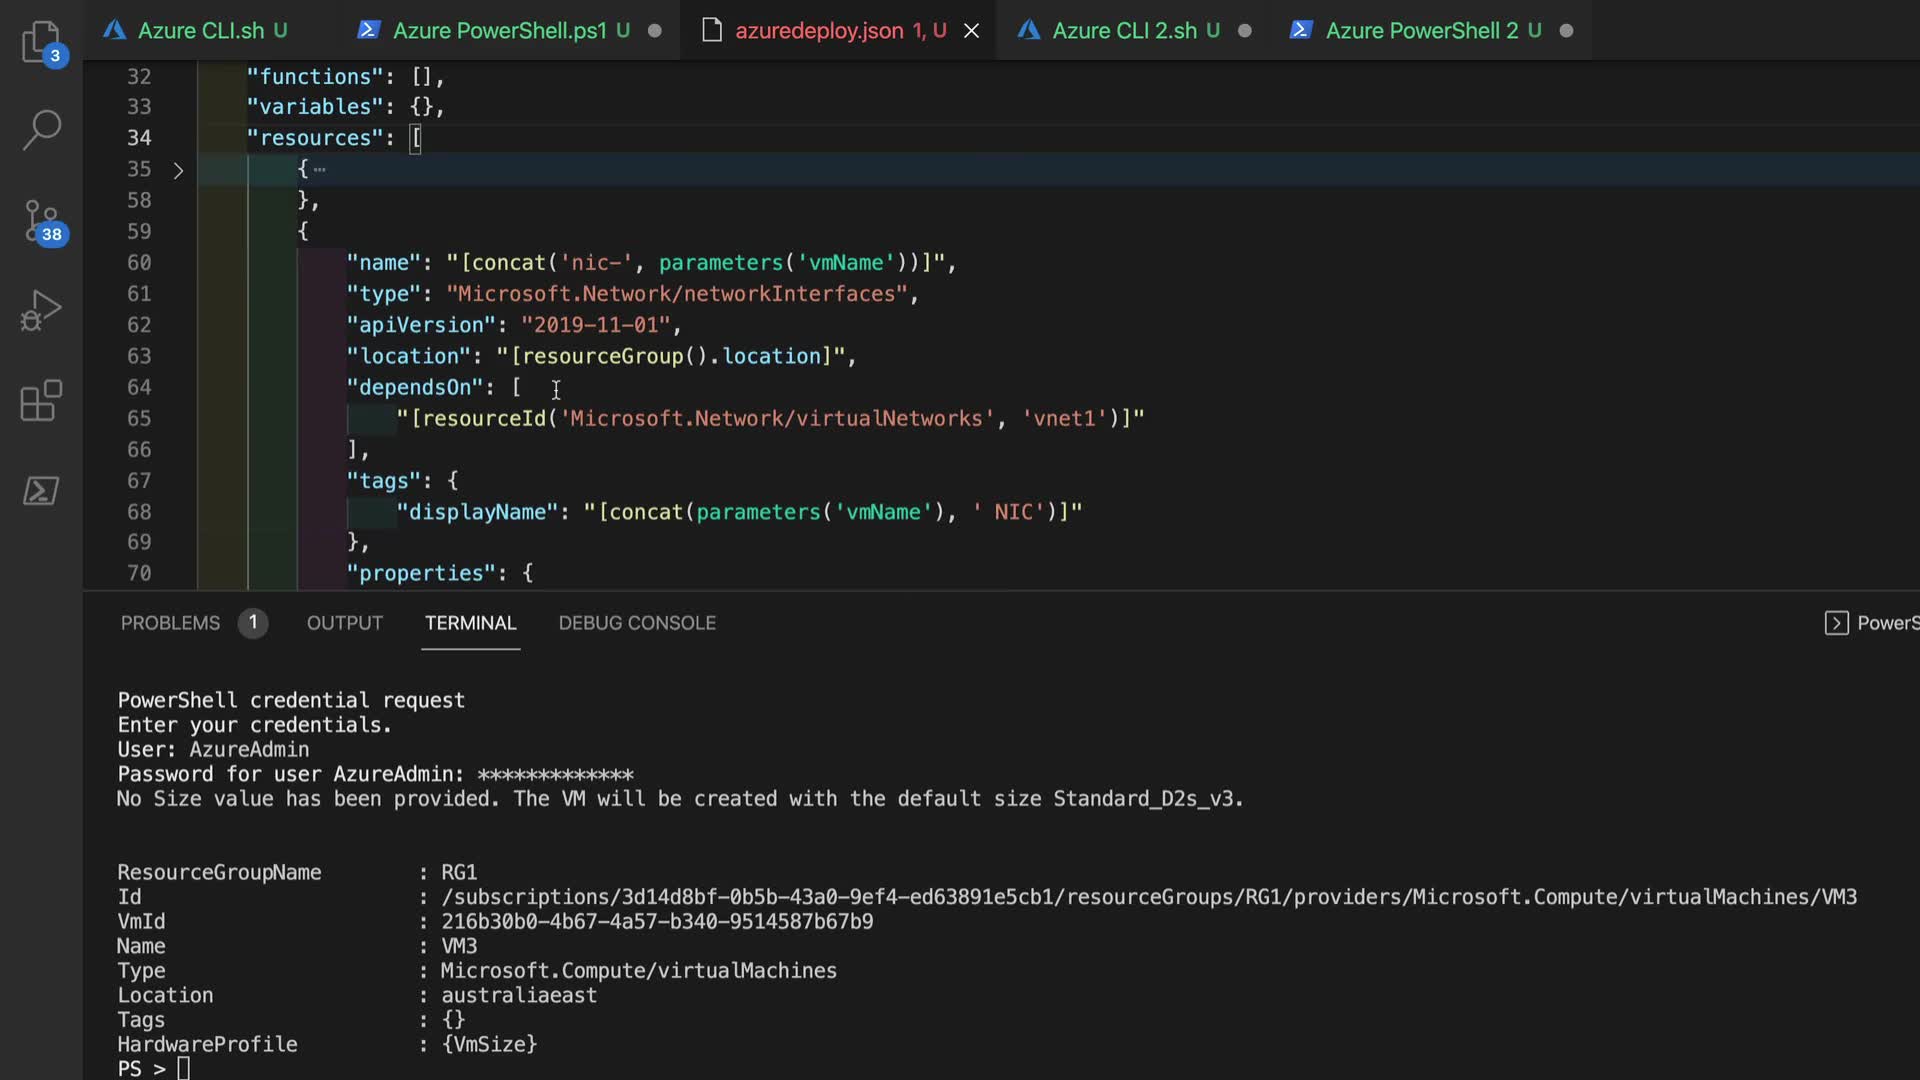 Azure CLI.sh U
Azure PowerShell.ps1 U
azuredeploy.json 1, U
Azure CLI 2.sh U
Azure PowerShell 2 U
3
38
32 "functions": [],
33 "variables": {},
34 "resources": [
35 { ...
58 },
59 {
60 "name": "[concat('nic-', parameters('vmName'))]",
61 "type": "Microsoft.Network/networkInterfaces",
62 "apiVersion": "2019-11-01",
63 "location": "[resourceGroup().location]",
64 "dependsOn": [
65 "[resourceId('Microsoft.Network/virtualNetworks', 'vnet1')]"
66 ],
67 "tags": {
68 "displayName": "[concat(parameters('vmName'), ' NIC')]"
69 },
70 "properties": {
PROBLEMS 1 OUTPUT TERMINAL DEBUG CONSOLE PowerS
PowerShell credential request
Enter your credentials.
User: AzureAdmin
Password for user AzureAdmin: *************
No Size value has been provided. The VM will be created with the default size Standard_D2s_v3.
ResourceGroupName : RG1
Id : /subscriptions/3d14d8bf-0b5b-43a0-9ef4-ed63891e5cb1/resourceGroups/RG1/providers/Microsoft.Compute/virtualMachines/VM3
VmId : 216b30b0-4b67-4a57-b340-9514587b67b9
Name : VM3
Type : Microsoft.Compute/virtualMachines
Location : australiaeast
Tags : {}
HardwareProfile : {VmSize}
PS >